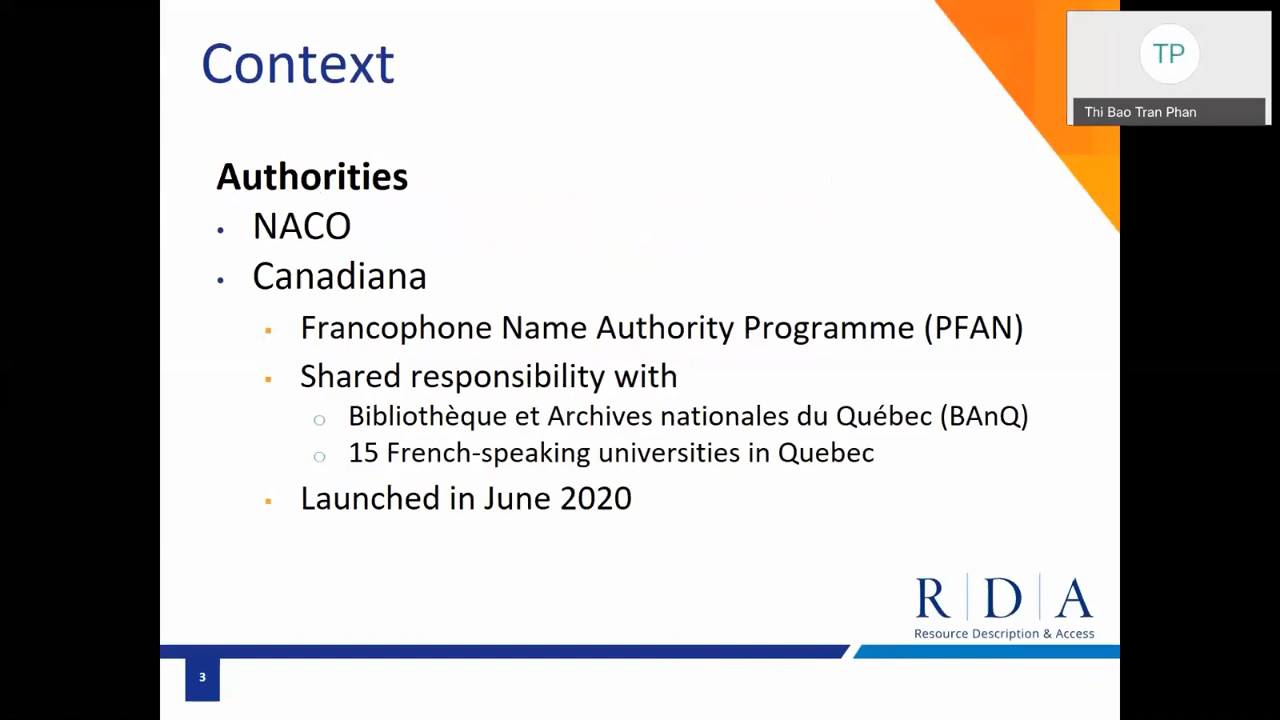 Context
TP
Thi Bao Tran Phan
Authorities
• NACO
• Canadiana
▪ Francophone Name Authority Programme (PFAN)
▪ Shared responsibility with
○ Bibliothèque et Archives nationales du Québec (BAnQ)
○ 15 French-speaking universities in Quebec
▪ Launched in June 2020
R|D|A
Resource Description & Access
3